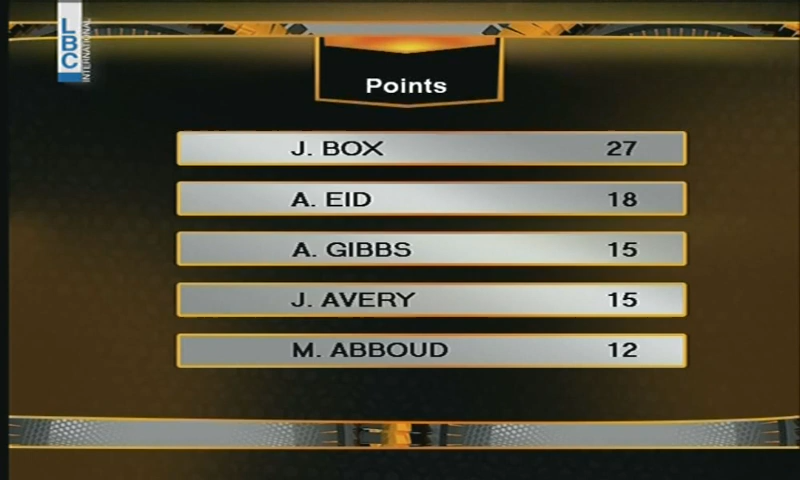 LBC
INTERNATIONAL
Points
J. BOX 27
A. EID 18
A. GIBBS 15
J. AVERY 15
M. ABBOUD 12